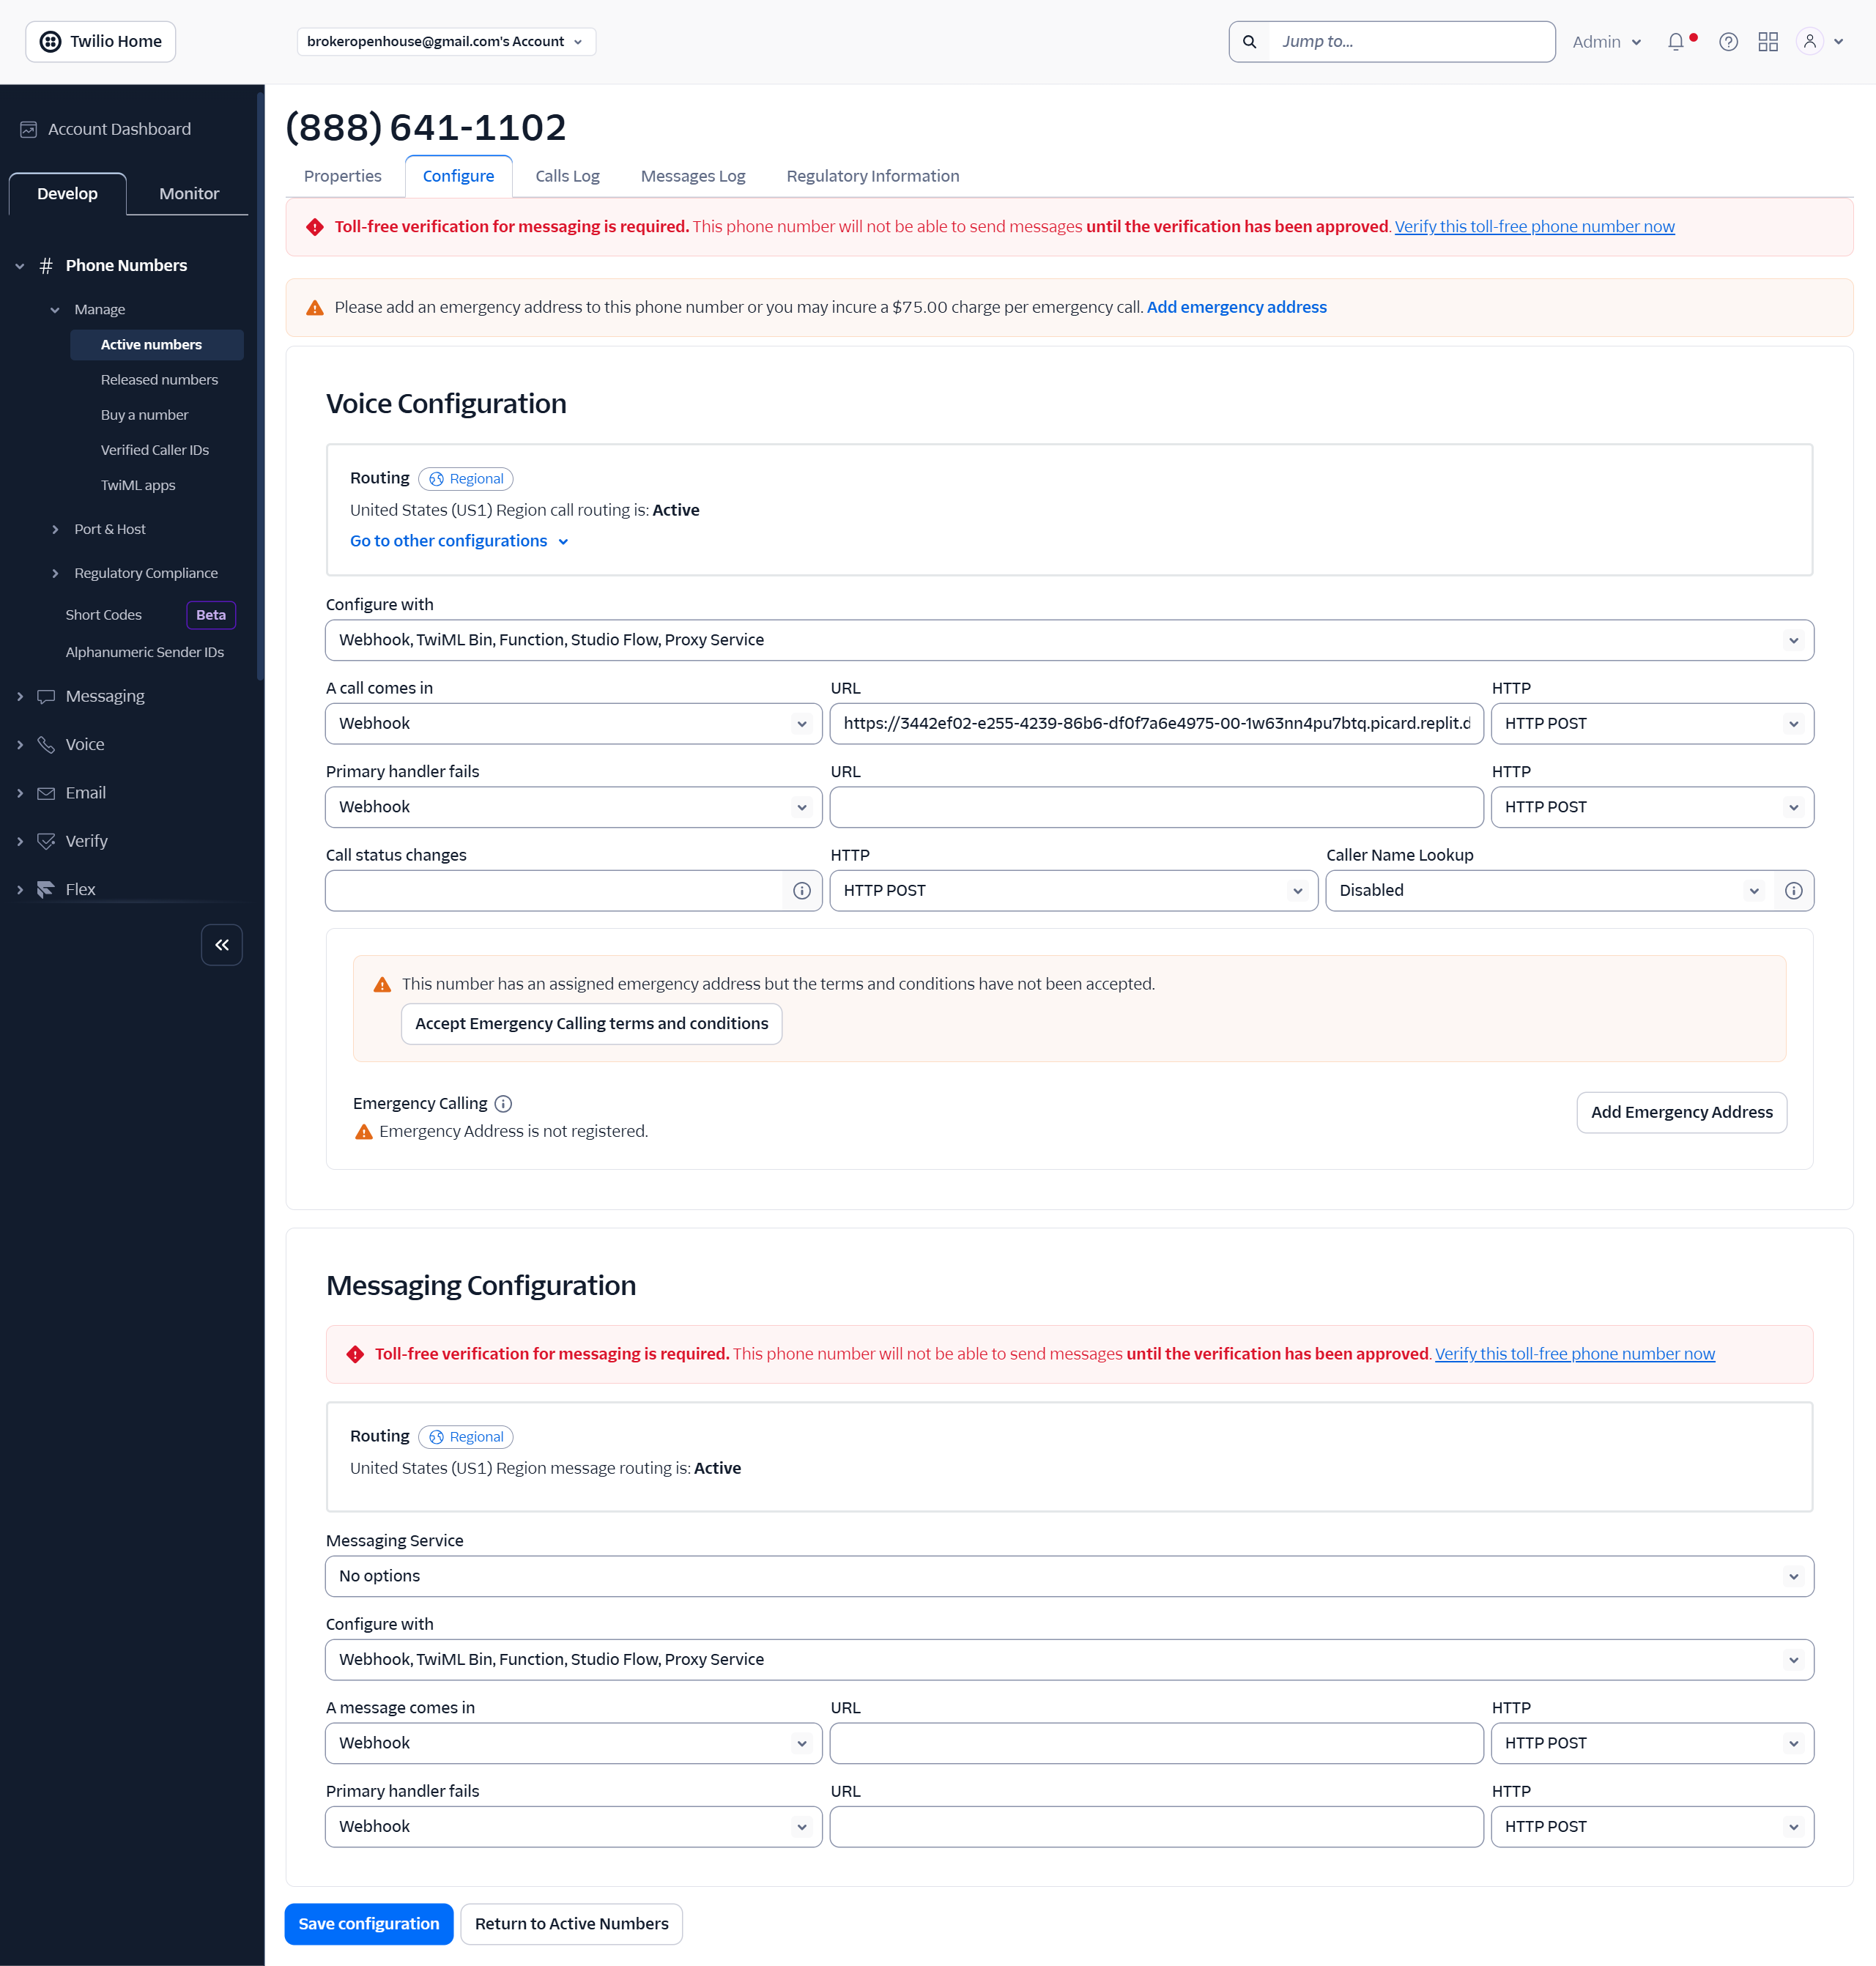 Twilio Home
brokeropenhouse@gmail.com's Account
Jump to...
Admin
Account Dashboard
Develop
Monitor
Phone Numbers
Manage
Active numbers
Released numbers
Buy a number
Verified Caller IDs
TwiML apps
Port & Host
Regulatory Compliance
Short Codes Beta
Alphanumeric Sender IDs
Messaging
Voice
Email
Verify
Flex
(888) 641-1102
Properties Configure Calls Log Messages Log Regulatory Information
Toll-free verification for messaging is required. This phone number will not be able to send messages until the verification has been approved. Verify this toll-free phone number now
Please add an emergency address to this phone number or you may incure a $75.00 charge per emergency call. Add emergency address
Voice Configuration
Routing Regional
United States (US1) Region call routing is: Active
Go to other configurations
Configure with
Webhook, TwiML Bin, Function, Studio Flow, Proxy Service
A call comes in URL HTTP
Webhook https://3442ef02-e255-4239-86b6-df0f7a6e4975-00-1w63nn4pu7btq.picard.replit.d HTTP POST
Primary handler fails URL HTTP
Webhook HTTP POST
Call status changes HTTP Caller Name Lookup
HTTP POST Disabled
This number has an assigned emergency address but the terms and conditions have not been accepted.
Accept Emergency Calling terms and conditions
Emergency Calling
Emergency Address is not registered.
Add Emergency Address
Messaging Configuration
Toll-free verification for messaging is required. This phone number will not be able to send messages until the verification has been approved. Verify this toll-free phone number now
Routing Regional
United States (US1) Region message routing is: Active
Messaging Service
No options
Configure with
Webhook, TwiML Bin, Function, Studio Flow, Proxy Service
A message comes in URL HTTP
Webhook HTTP POST
Primary handler fails URL HTTP
Webhook HTTP POST
Save configuration Return to Active Numbers